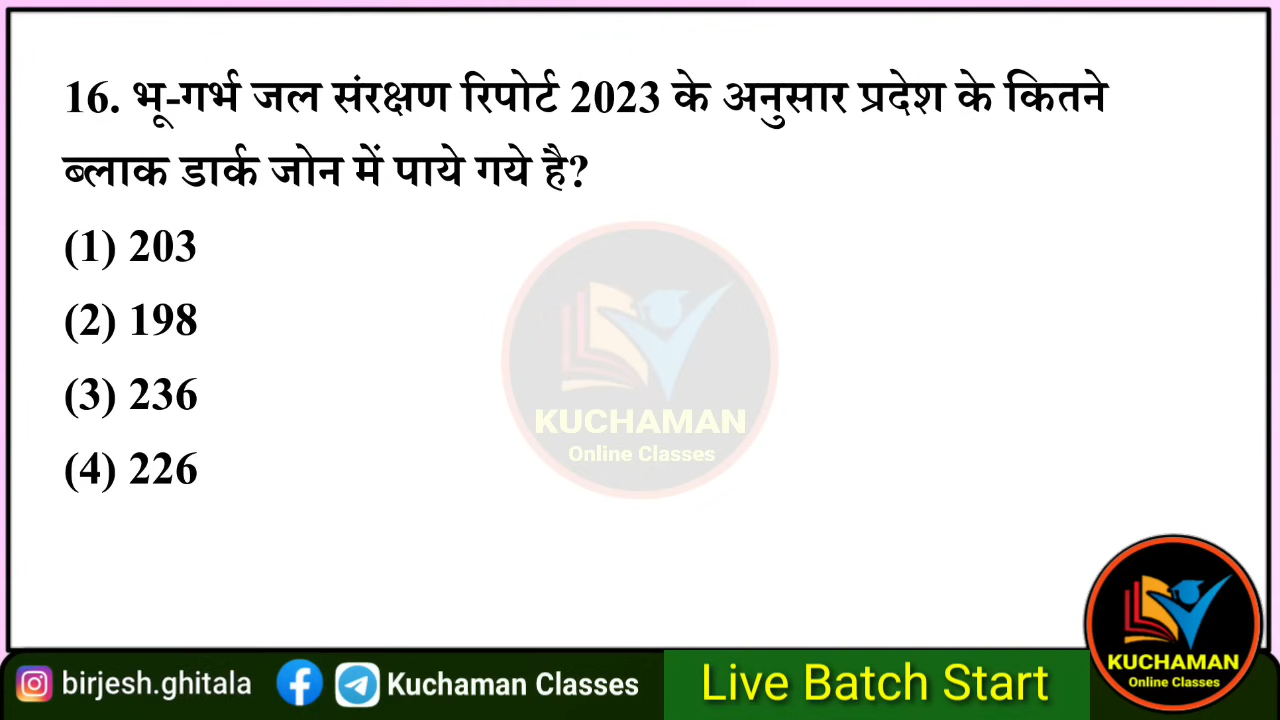 16. भू-गर्भ जल संरक्षण रिपोर्ट 2023 के अनुसार प्रदेश के कितने
ब्लाक डार्क जोन में पाये गये है?
(1) 203
(2) 198
(3) 236
(4) 226
KUCHAMAN
Online Classes
birjesh.ghitala
Kuchaman Classes
Live Batch Start
KUCHAMAN
Online Classes